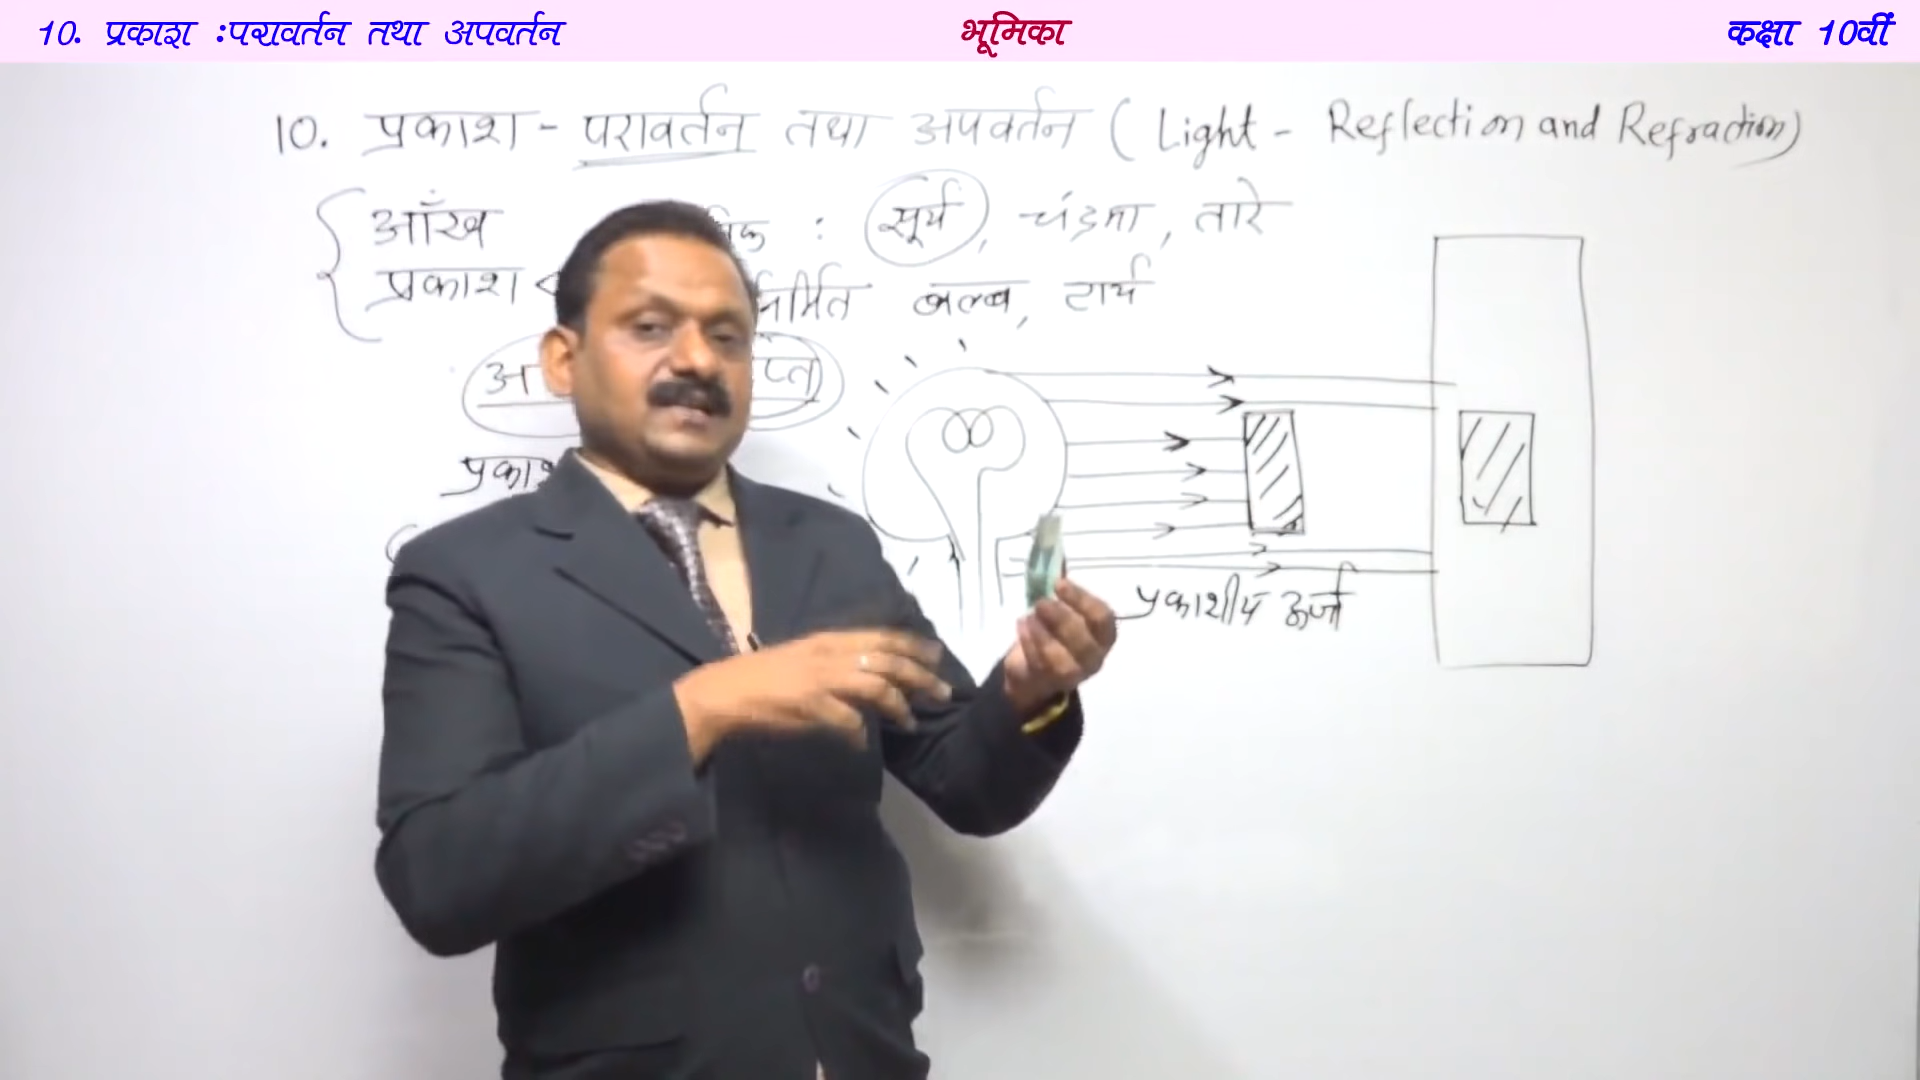 10. प्रकाश :परावर्तन तथा अपवर्तन
भूमिका
कक्षा 10वीं
10. प्रकाश - परावर्तन तथा अपवर्तन ( Light - Reflection and Refraction)
आँख : सूर्य, चंद्रमा, तारे
प्रकाश निर्मित बल्ब, टार्च
प्रकाशीय ऊर्जा